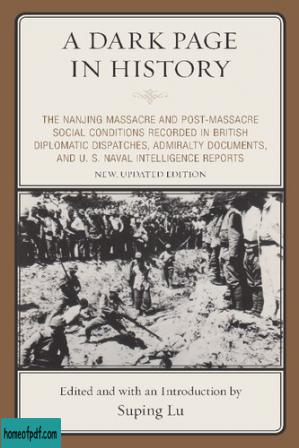 A DARK PAGE
IN HISTORY
THE NANJING MASSACRE AND POST-MASSACRE
SOCIAL CONDITIONS RECORDED IN BRITISH
DIPLOMATIC DISPATCHES, ADMIRALTY DOCUMENTS,
AND U. S. NAVAL INTELLIGENCE REPORTS
NEW, UPDATED EDITION
Edited and with an Introduction by
Suping Lu
homeofpdf.com